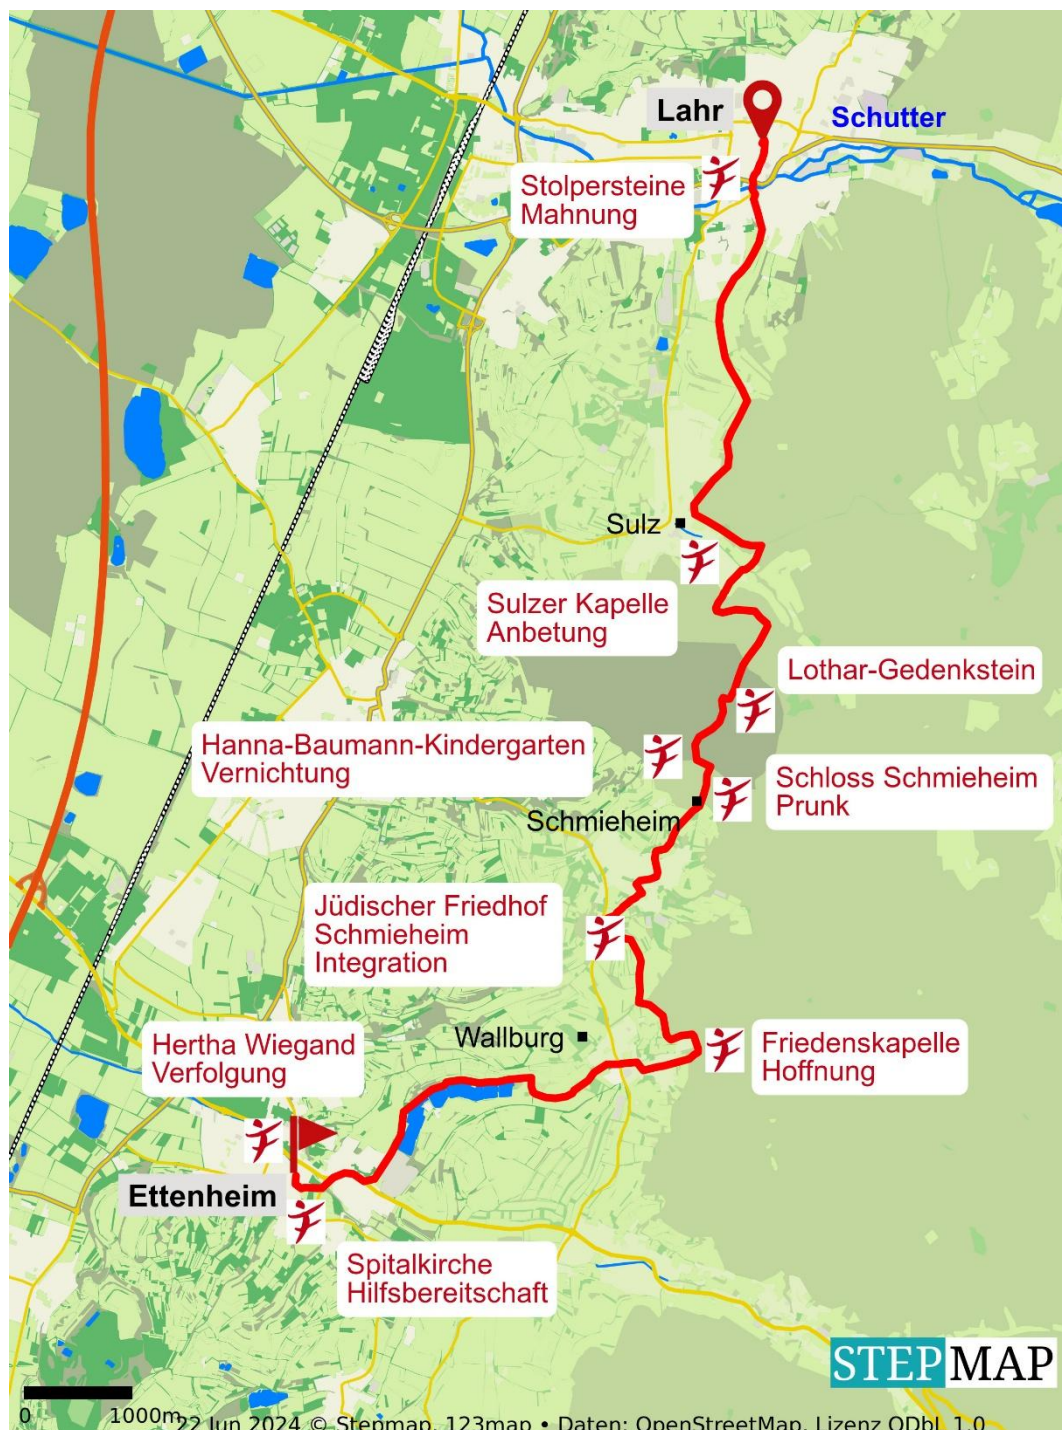 Lahr
Schutter
Stolpersteine
Mahnung
Sulz
Sulzer Kapelle
Anbetung
Lothar-Gedenkstein
Hanna-Baumann-Kindergarten
Vernichtung
Schloss Schmieheim
Prunk
Schmieheim
Jüdischer Friedhof
Schmieheim
Integration
Wallburg
Friedenskapelle
Hoffnung
Hertha Wiegand
Verfolgung
Ettenheim
Spitalkirche
Hilfsbereitschaft
STEPMAP
0 1000m
22 Jun 2024 © Stepmap, 123map • Daten: OpenStreetMap, Lizenz ODbL 1.0